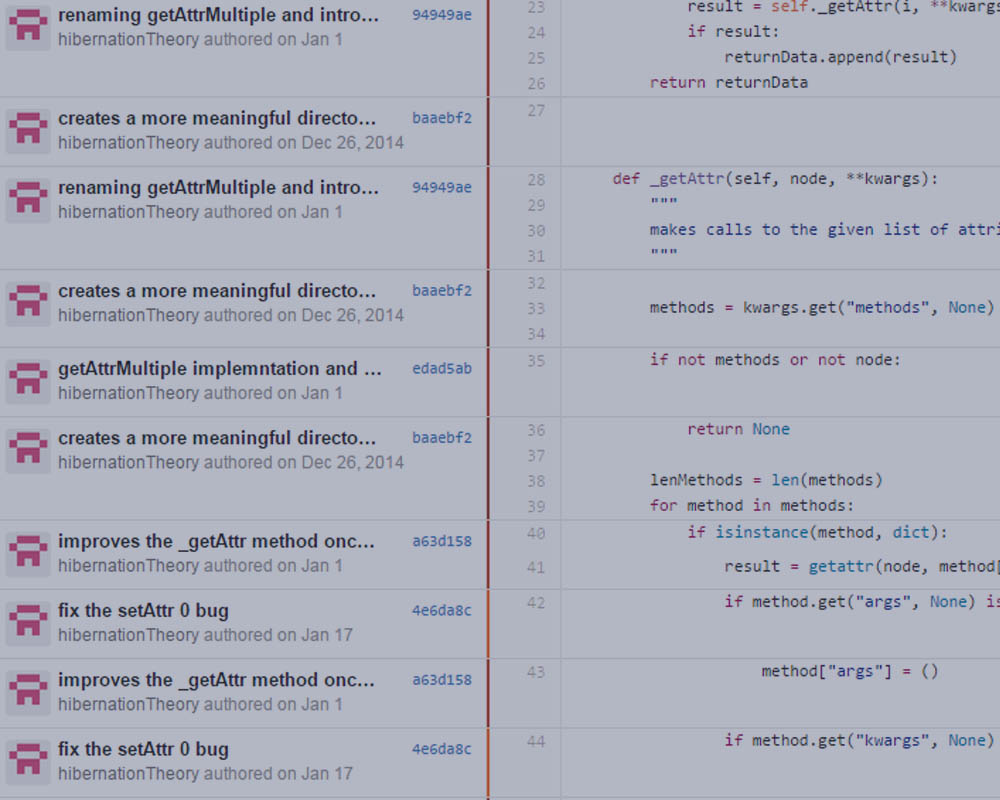 renaming getAttrMultiple and intro... 94949ae
hibernationTheory authored on Jan 1
23 result = self._getAttr(i, **kwargs
24 if result:
25 returnData.append(result)
26 return returnData
creates a more meaningful directo... baaebf2
hibernationTheory authored on Dec 26, 2014
27
renaming getAttrMultiple and intro... 94949ae
hibernationTheory authored on Jan 1
28 def _getAttr(self, node, **kwargs):
29 """
30 makes calls to the given list of attri
31 """
creates a more meaningful directo... baaebf2
hibernationTheory authored on Dec 26, 2014
32
33 methods = kwargs.get("methods", None)
34
getAttrMultiple implemntation and ... edad5ab
hibernationTheory authored on Jan 1
35 if not methods or not node:
creates a more meaningful directo... baaebf2
hibernationTheory authored on Dec 26, 2014
36 return None
37
38 lenMethods = len(methods)
39 for method in methods:
improves the _getAttr method onc... a63d158
hibernationTheory authored on Jan 1
40 if isinstance(method, dict):
41 result = getattr(node, method[
fix the setAttr 0 bug 4e6da8c
hibernationTheory authored on Jan 17
42 if method.get("args", None) is
improves the _getAttr method onc... a63d158
hibernationTheory authored on Jan 1
43 method["args"] = ()
fix the setAttr 0 bug 4e6da8c
hibernationTheory authored on Jan 17
44 if method.get("kwargs", None)